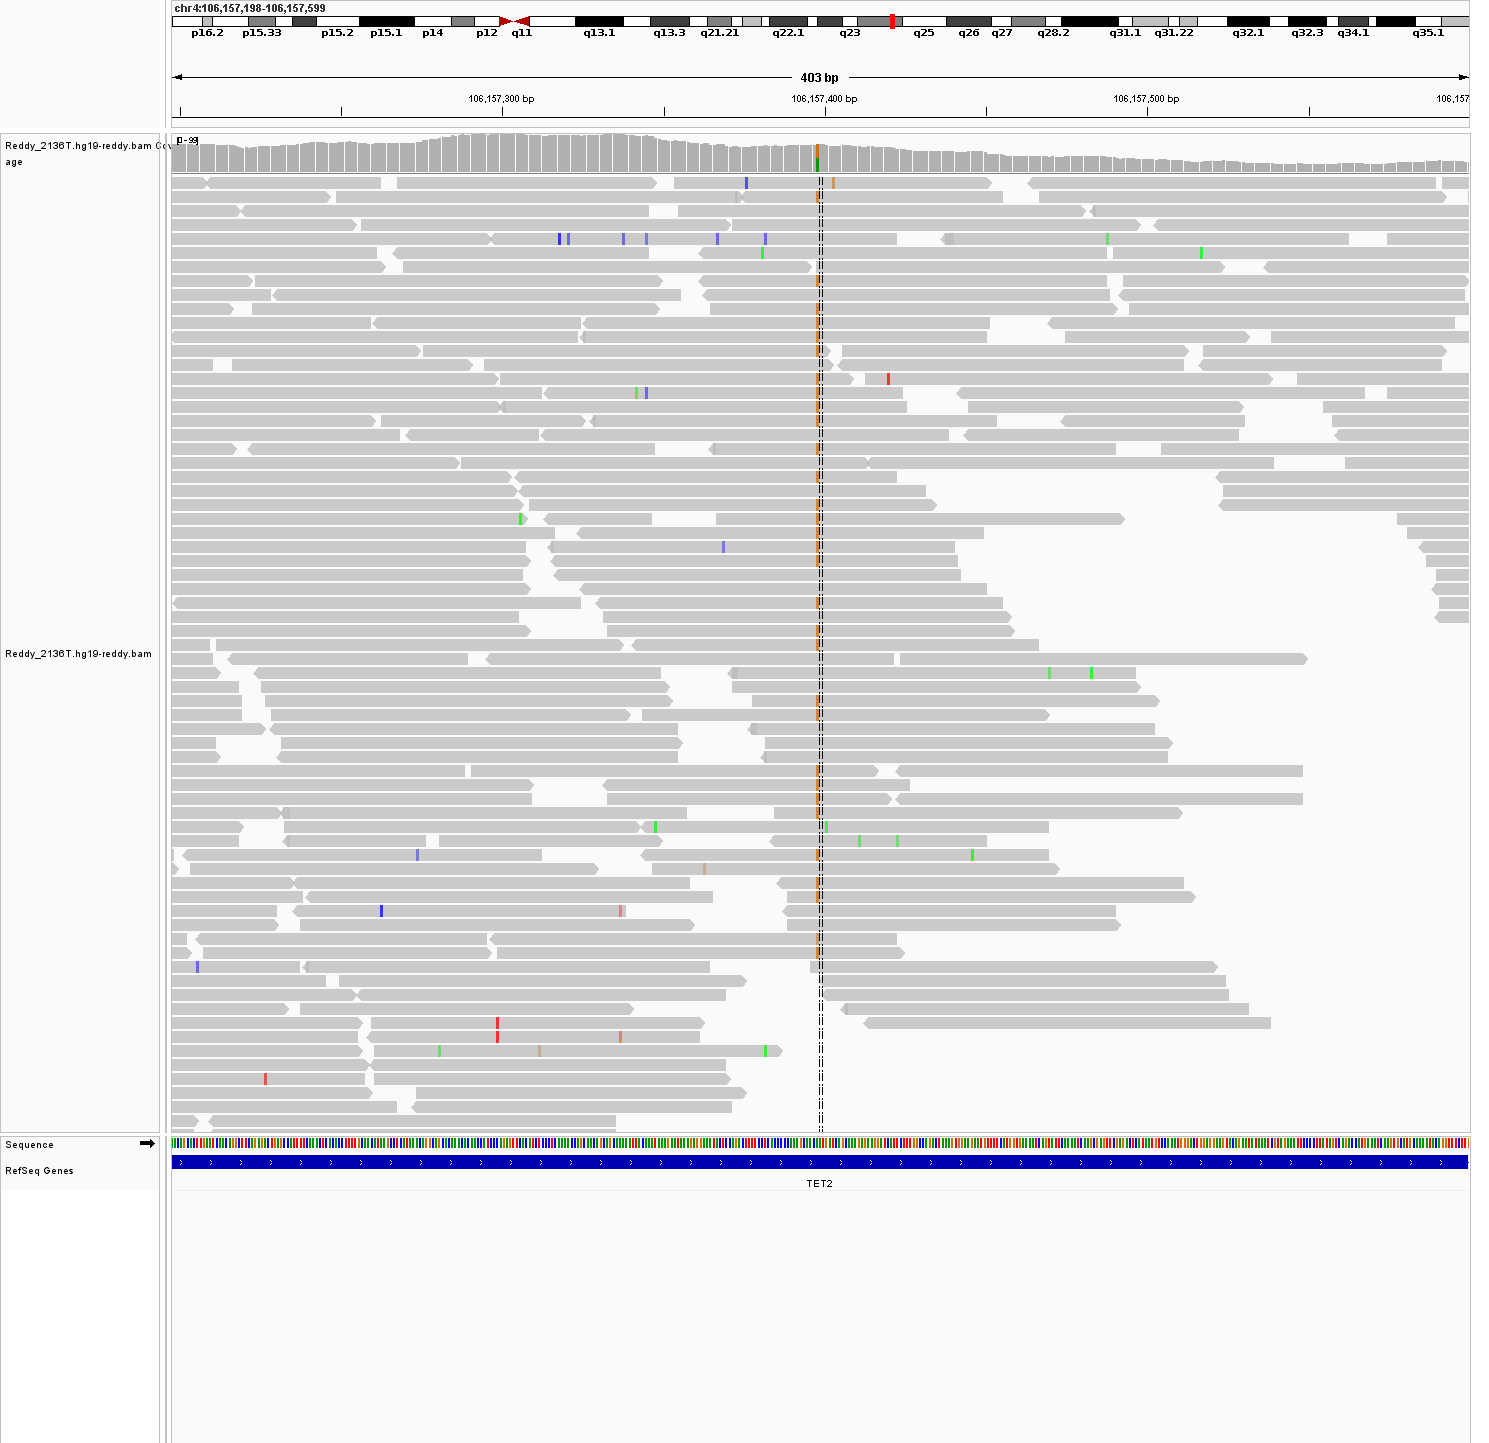 chr4:106,157,198-106,157,599
p16.2 p15.33 p15.2 p15.1 p14 p12 q11 q13.1 q13.3 q21.21 q22.1 q23 q25 q26 q27 q28.2 q31.1 q31.22 q32.1 q32.3 q34.1 q35.1
403 bp
106,157,300 bp 106,157,400 bp 106,157,500 bp 106,157
[0-99]
Reddy_2136T.hg19-reddy.bam Cov
age
Reddy_2136T.hg19-reddy.bam
Sequence
RefSeq Genes
TET2